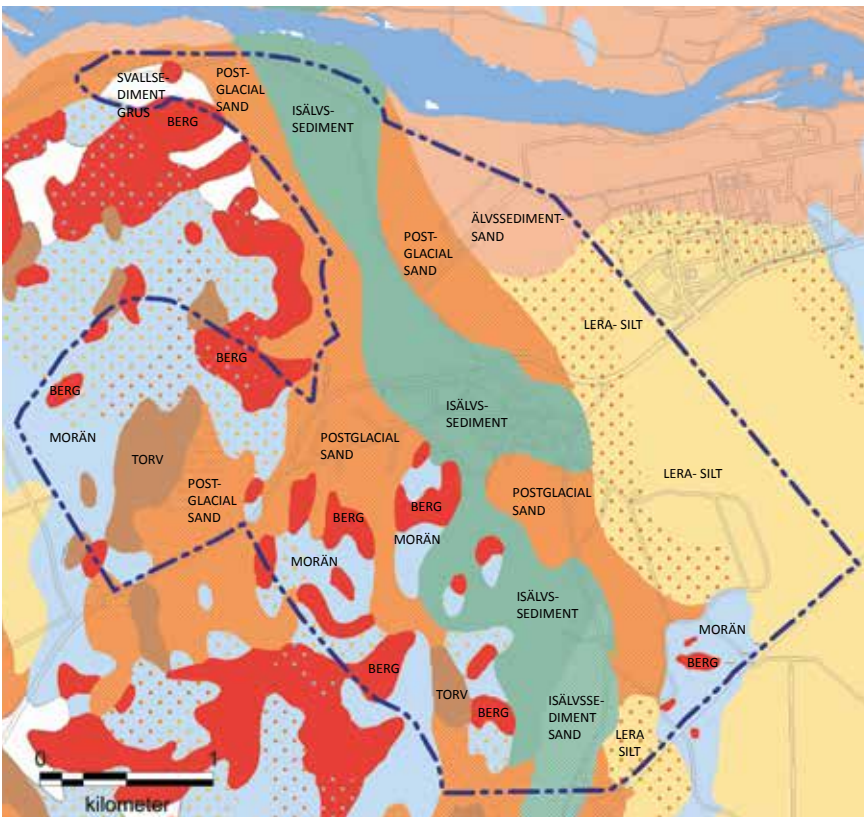 SVALLSE-
DIMENT
GRUS
POST-
GLACIAL
SAND
BERG
ISÄLVS-
SEDIMENT
ÄLVSSEDIMENT-
SAND
POST-
GLACIAL
SAND
LERA- SILT
BERG
BERG
ISÄLVS-
SEDIMENT
MORÄN
POSTGLACIAL
SAND
TORV
LERA- SILT
POST-
GLACIAL
SAND
POSTGLACIAL
SAND
BERG
BERG
MORÄN
MORÄN
ISÄLVS-
SEDIMENT
MORÄN
BERG
BERG
TORV
BERG
ISÄLVSSE-
DIMENT
SAND
LERA
SILT
0 1
kilometer